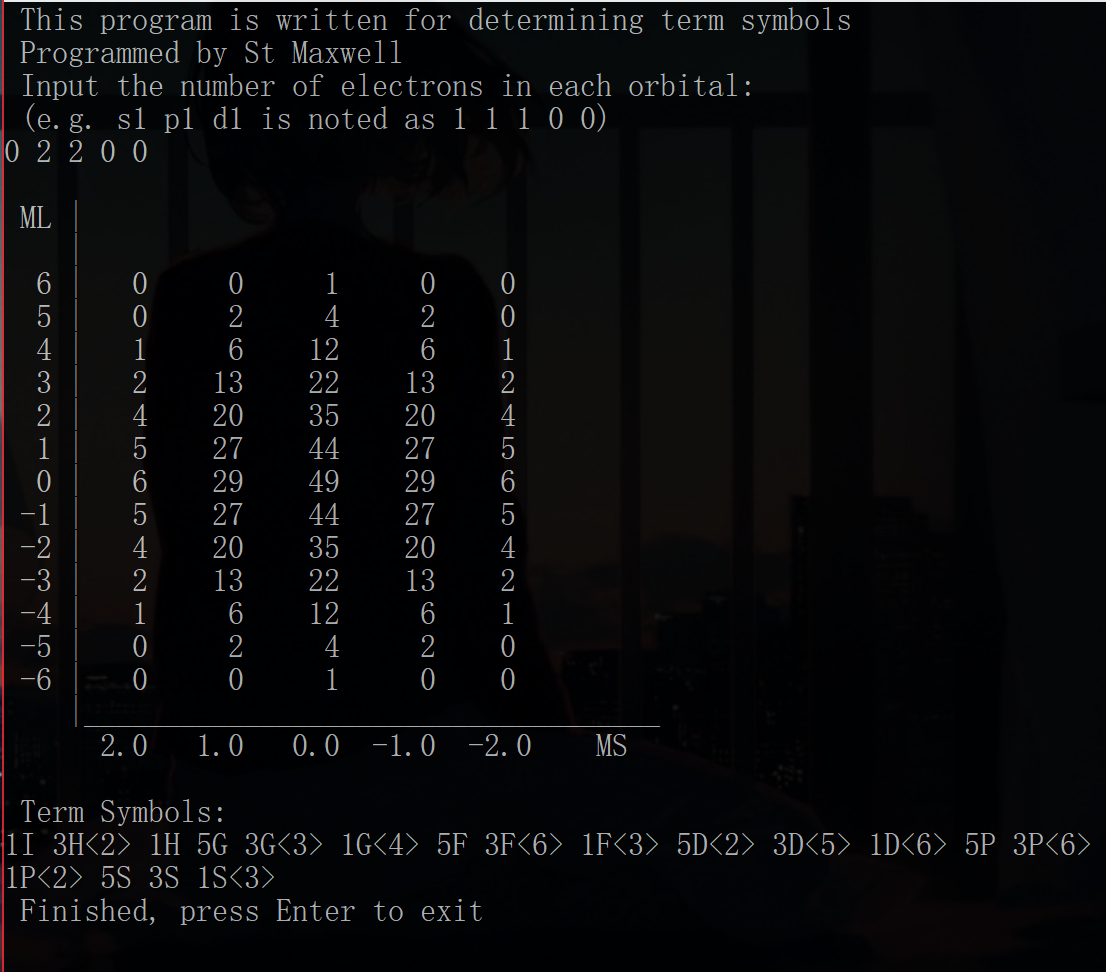 This program is written for determining term symbols
Programmed by St Maxwell
Input the number of electrons in each orbital:
(e.g. s1 p1 d1 is noted as 1 1 1 0 0)
0 2 2 0 0
ML |
|
6 | 0 0 1 0 0
5 | 0 2 4 2 0
4 | 1 6 12 6 1
3 | 2 13 22 13 2
2 | 4 20 35 20 4
1 | 5 27 44 27 5
0 | 6 29 49 29 6
-1 | 5 27 44 27 5
-2 | 4 20 35 20 4
-3 | 2 13 22 13 2
-4 | 1 6 12 6 1
-5 | 0 2 4 2 0
-6 | 0 0 1 0 0
|____________________________________
2.0 1.0 0.0 -1.0 -2.0 MS
Term Symbols:
1I 3H<2> 1H 5G 3G<3> 1G<4> 5F 3F<6> 1F<3> 5D<2> 3D<5> 1D<6> 5P 3P<6>
1P<2> 5S 3S 1S<3>
Finished, press Enter to exit